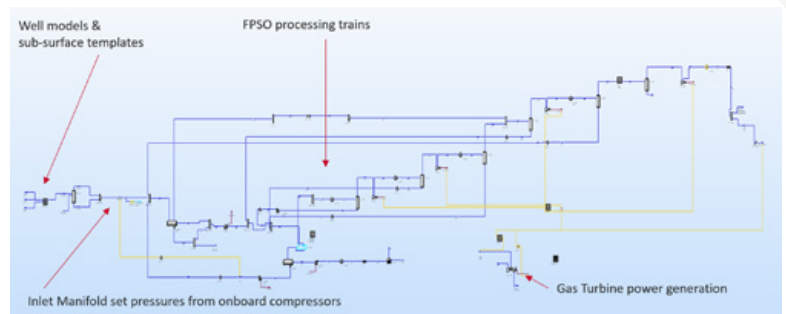 Well models &
sub-surface templates
FPSO processing trains
Inlet Manifold set pressures from onboard compressors
Gas Turbine power generation